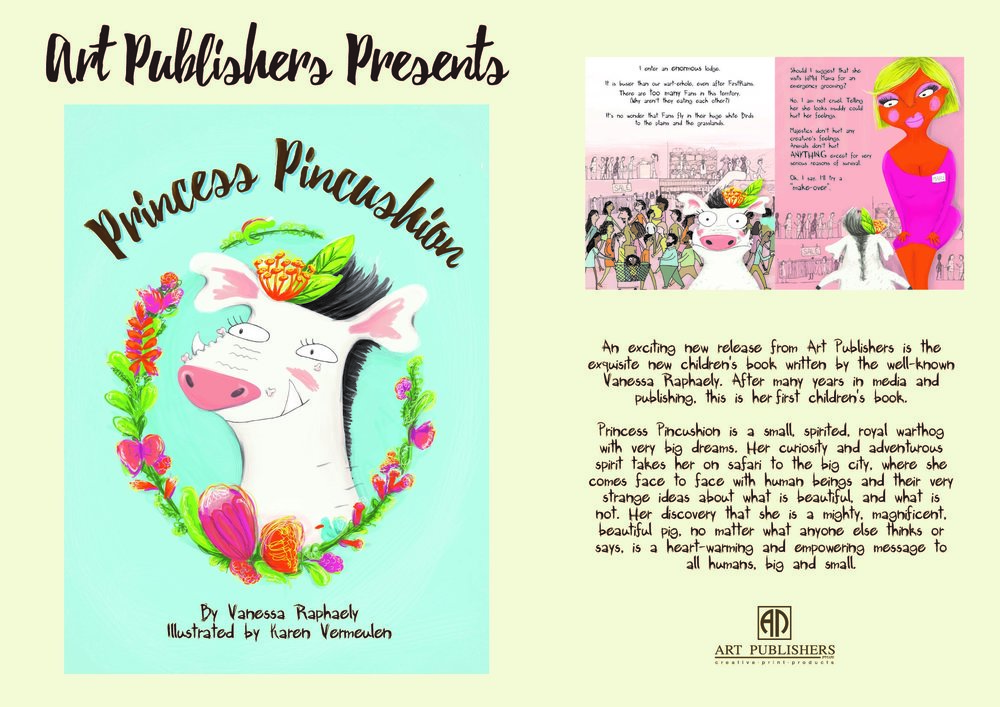 Art Publishers Presents
Princess Pincushion
By Vanessa Raphaely
Illustrated by Karen Vermeulen
I enter an enormous lodge.
It is busier than our wart-erhole, even after FirstRains.
There are too many Fans in this territory.
(Why aren't they eating each other?)
It's no wonder that Fans fly in their huge white Birds
to the plains and the grasslands.
SALE
Should I suggest that she
visits HIPPO Mama for an
emergency grooming?
No. I am not cruel. Telling
her she looks muddy could
hurt her feelings.
Majestics don't hurt any
creature's feelings.
Animals don't hurt
ANYTHING except for very
serious reasons of survival.
Ok, I say. I'll try a
"make-over"
SALE
An exciting new release from Art Publishers is the
exquisite new children's book written by the well-known
Vanessa Raphaely. After many years in media and
publishing, this is her first children's book.
Princess Pincushion is a small, spirited, royal warthog
with very big dreams. Her curiosity and adventurous
spirit takes her on safari to the big city, where she
comes face to face with human beings and their very
strange ideas about what is beautiful, and what is
not. Her discovery that she is a mighty, magnificent,
beautiful pig, no matter what anyone else thinks or
says, is a heart-warming and empowering message to
all humans, big and small.
AP
ART PUBLISHERS
creative·print·products